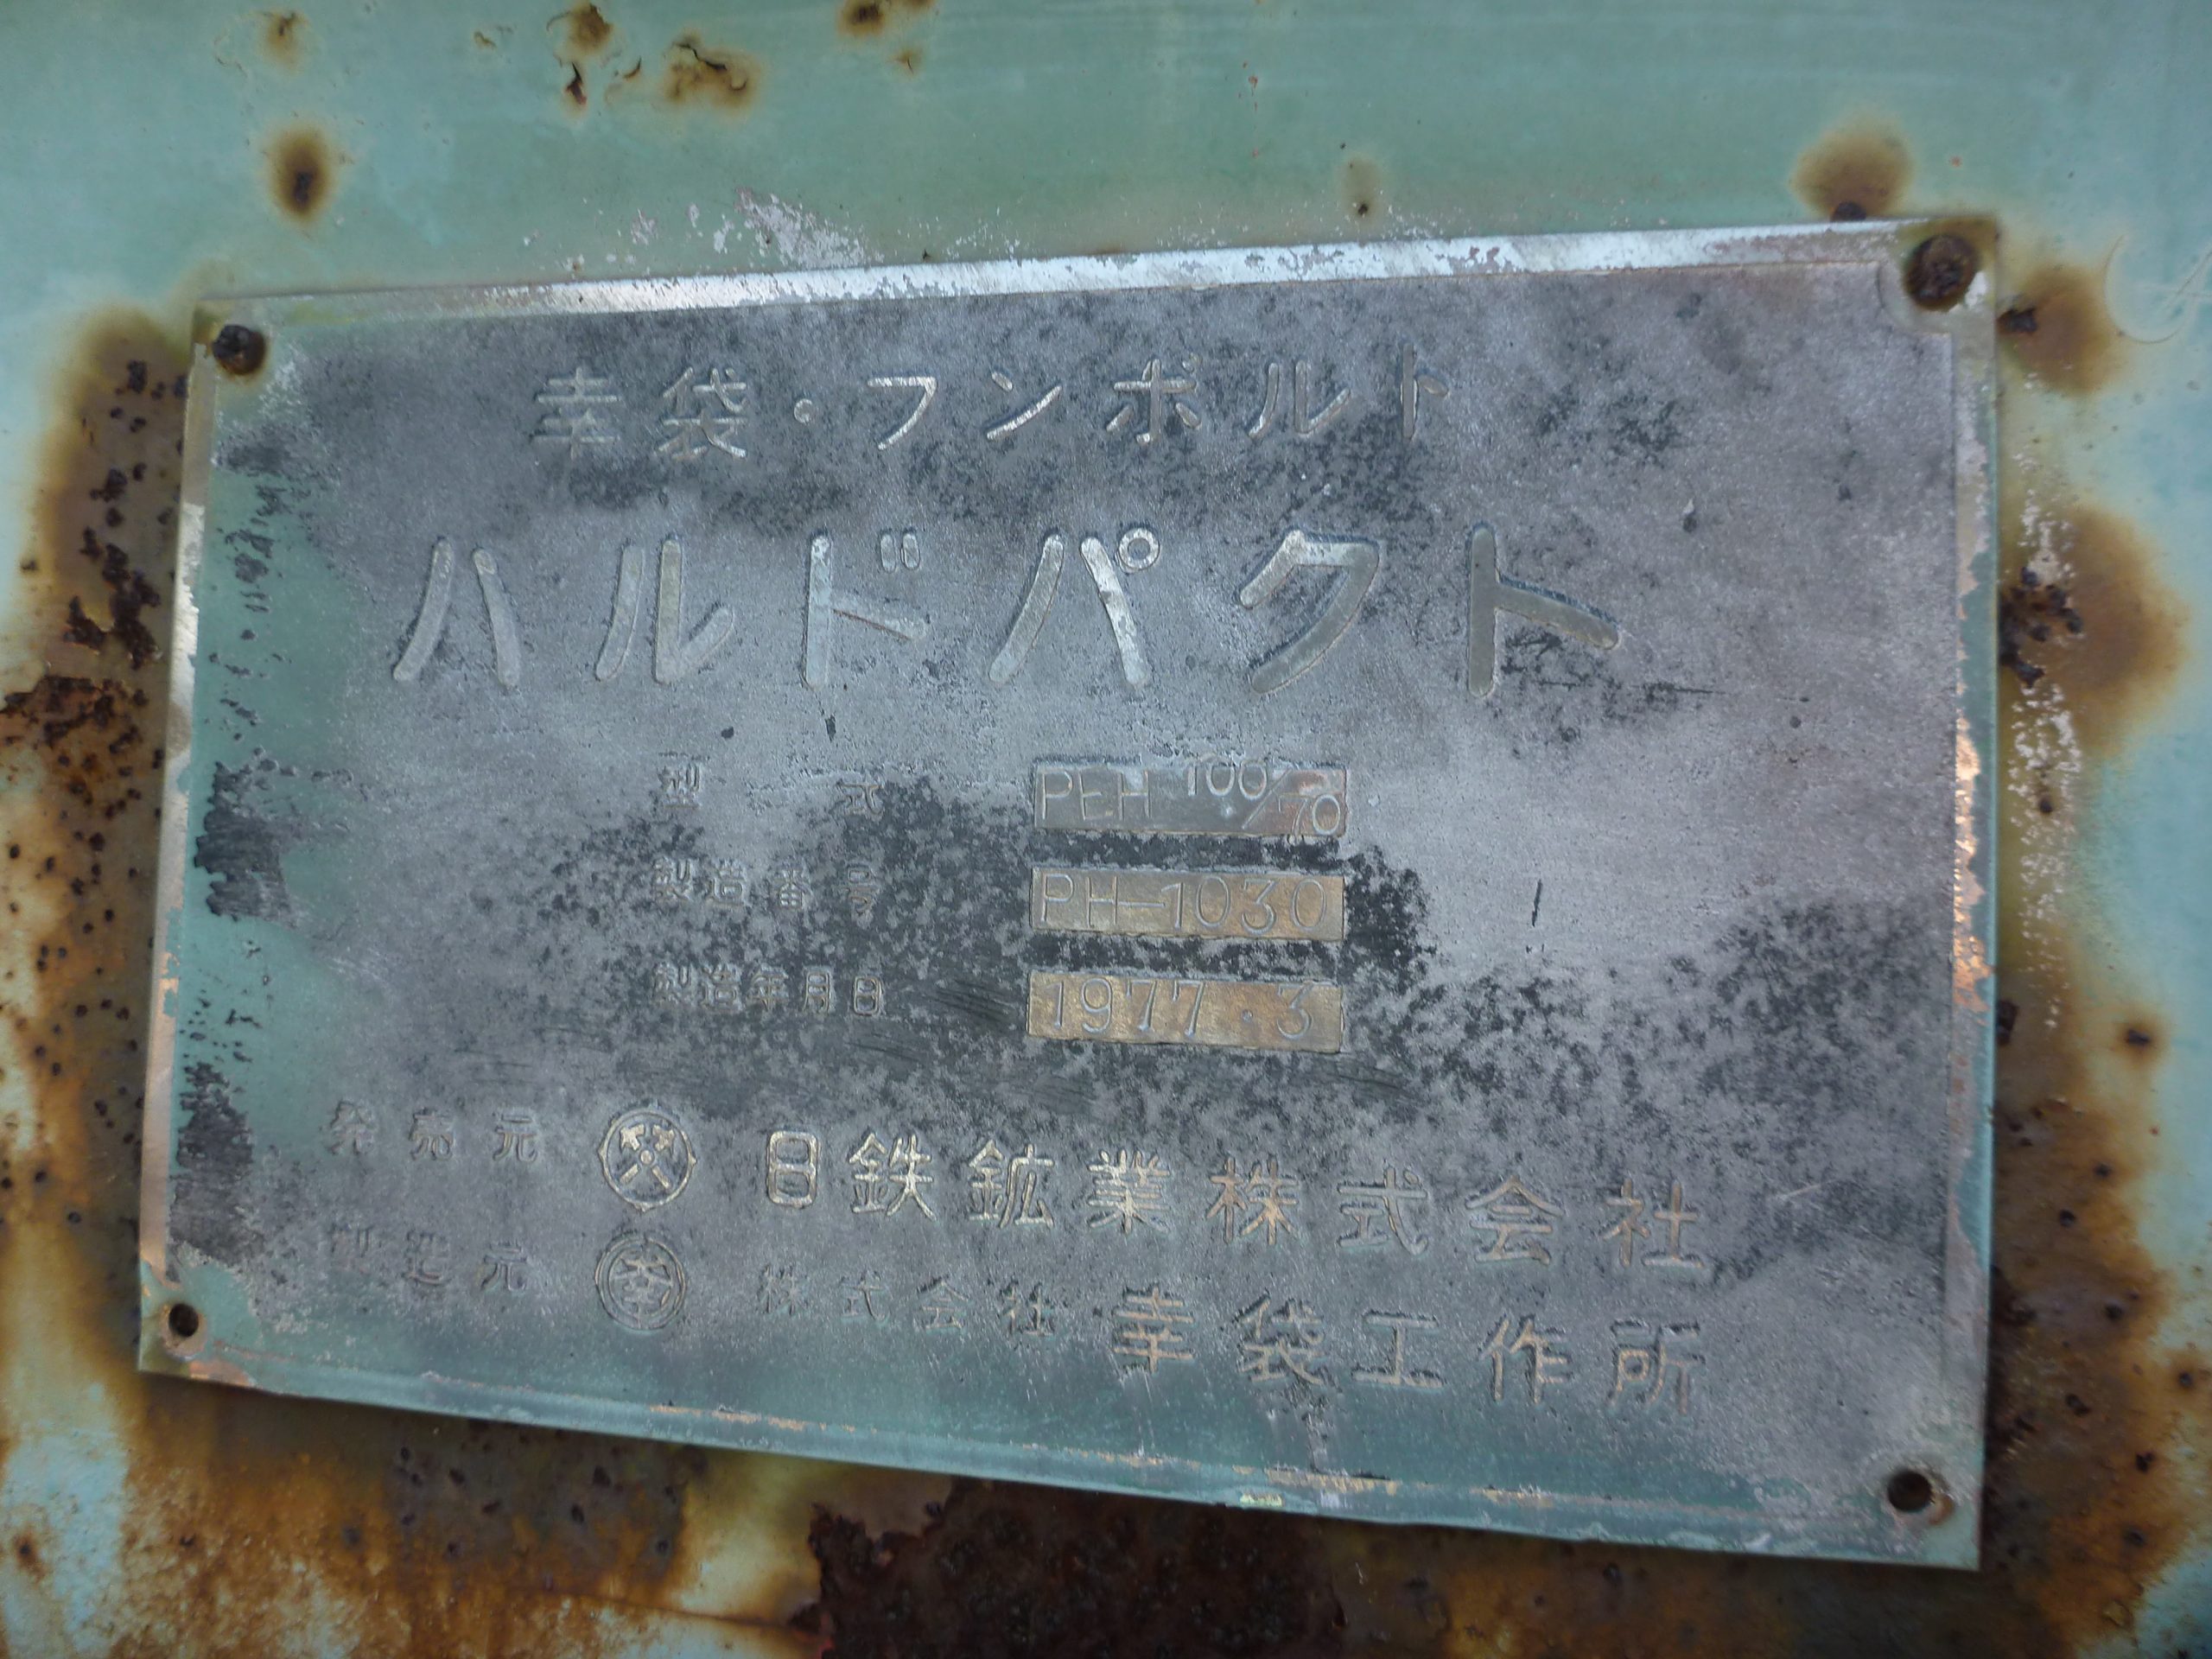 幸袋・フンボルト
ハルドパクト
型式 PEH 100/70
製造番号 PH-1030
製造年月日 1977.3
発売元 日鉄鉱業株式会社
製造元 株式会社 幸袋工作所